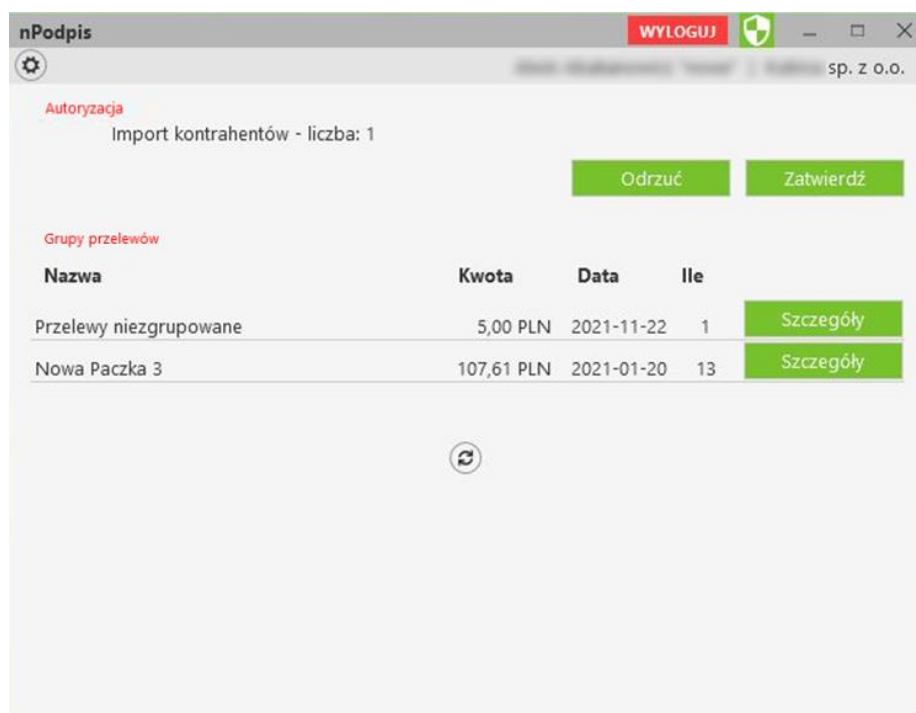 nPodpis WYLOGUJ
sp. z o.o.
Autoryzacja
Import kontrahentów - liczba: 1
Odrzuć Zatwierdź
Grupy przelewów
Nazwa Kwota Data Ile
Przelewy niezgrupowane 5,00 PLN 2021-11-22 1 Szczegóły
Nowa Paczka 3 107,61 PLN 2021-01-20 13 Szczegóły